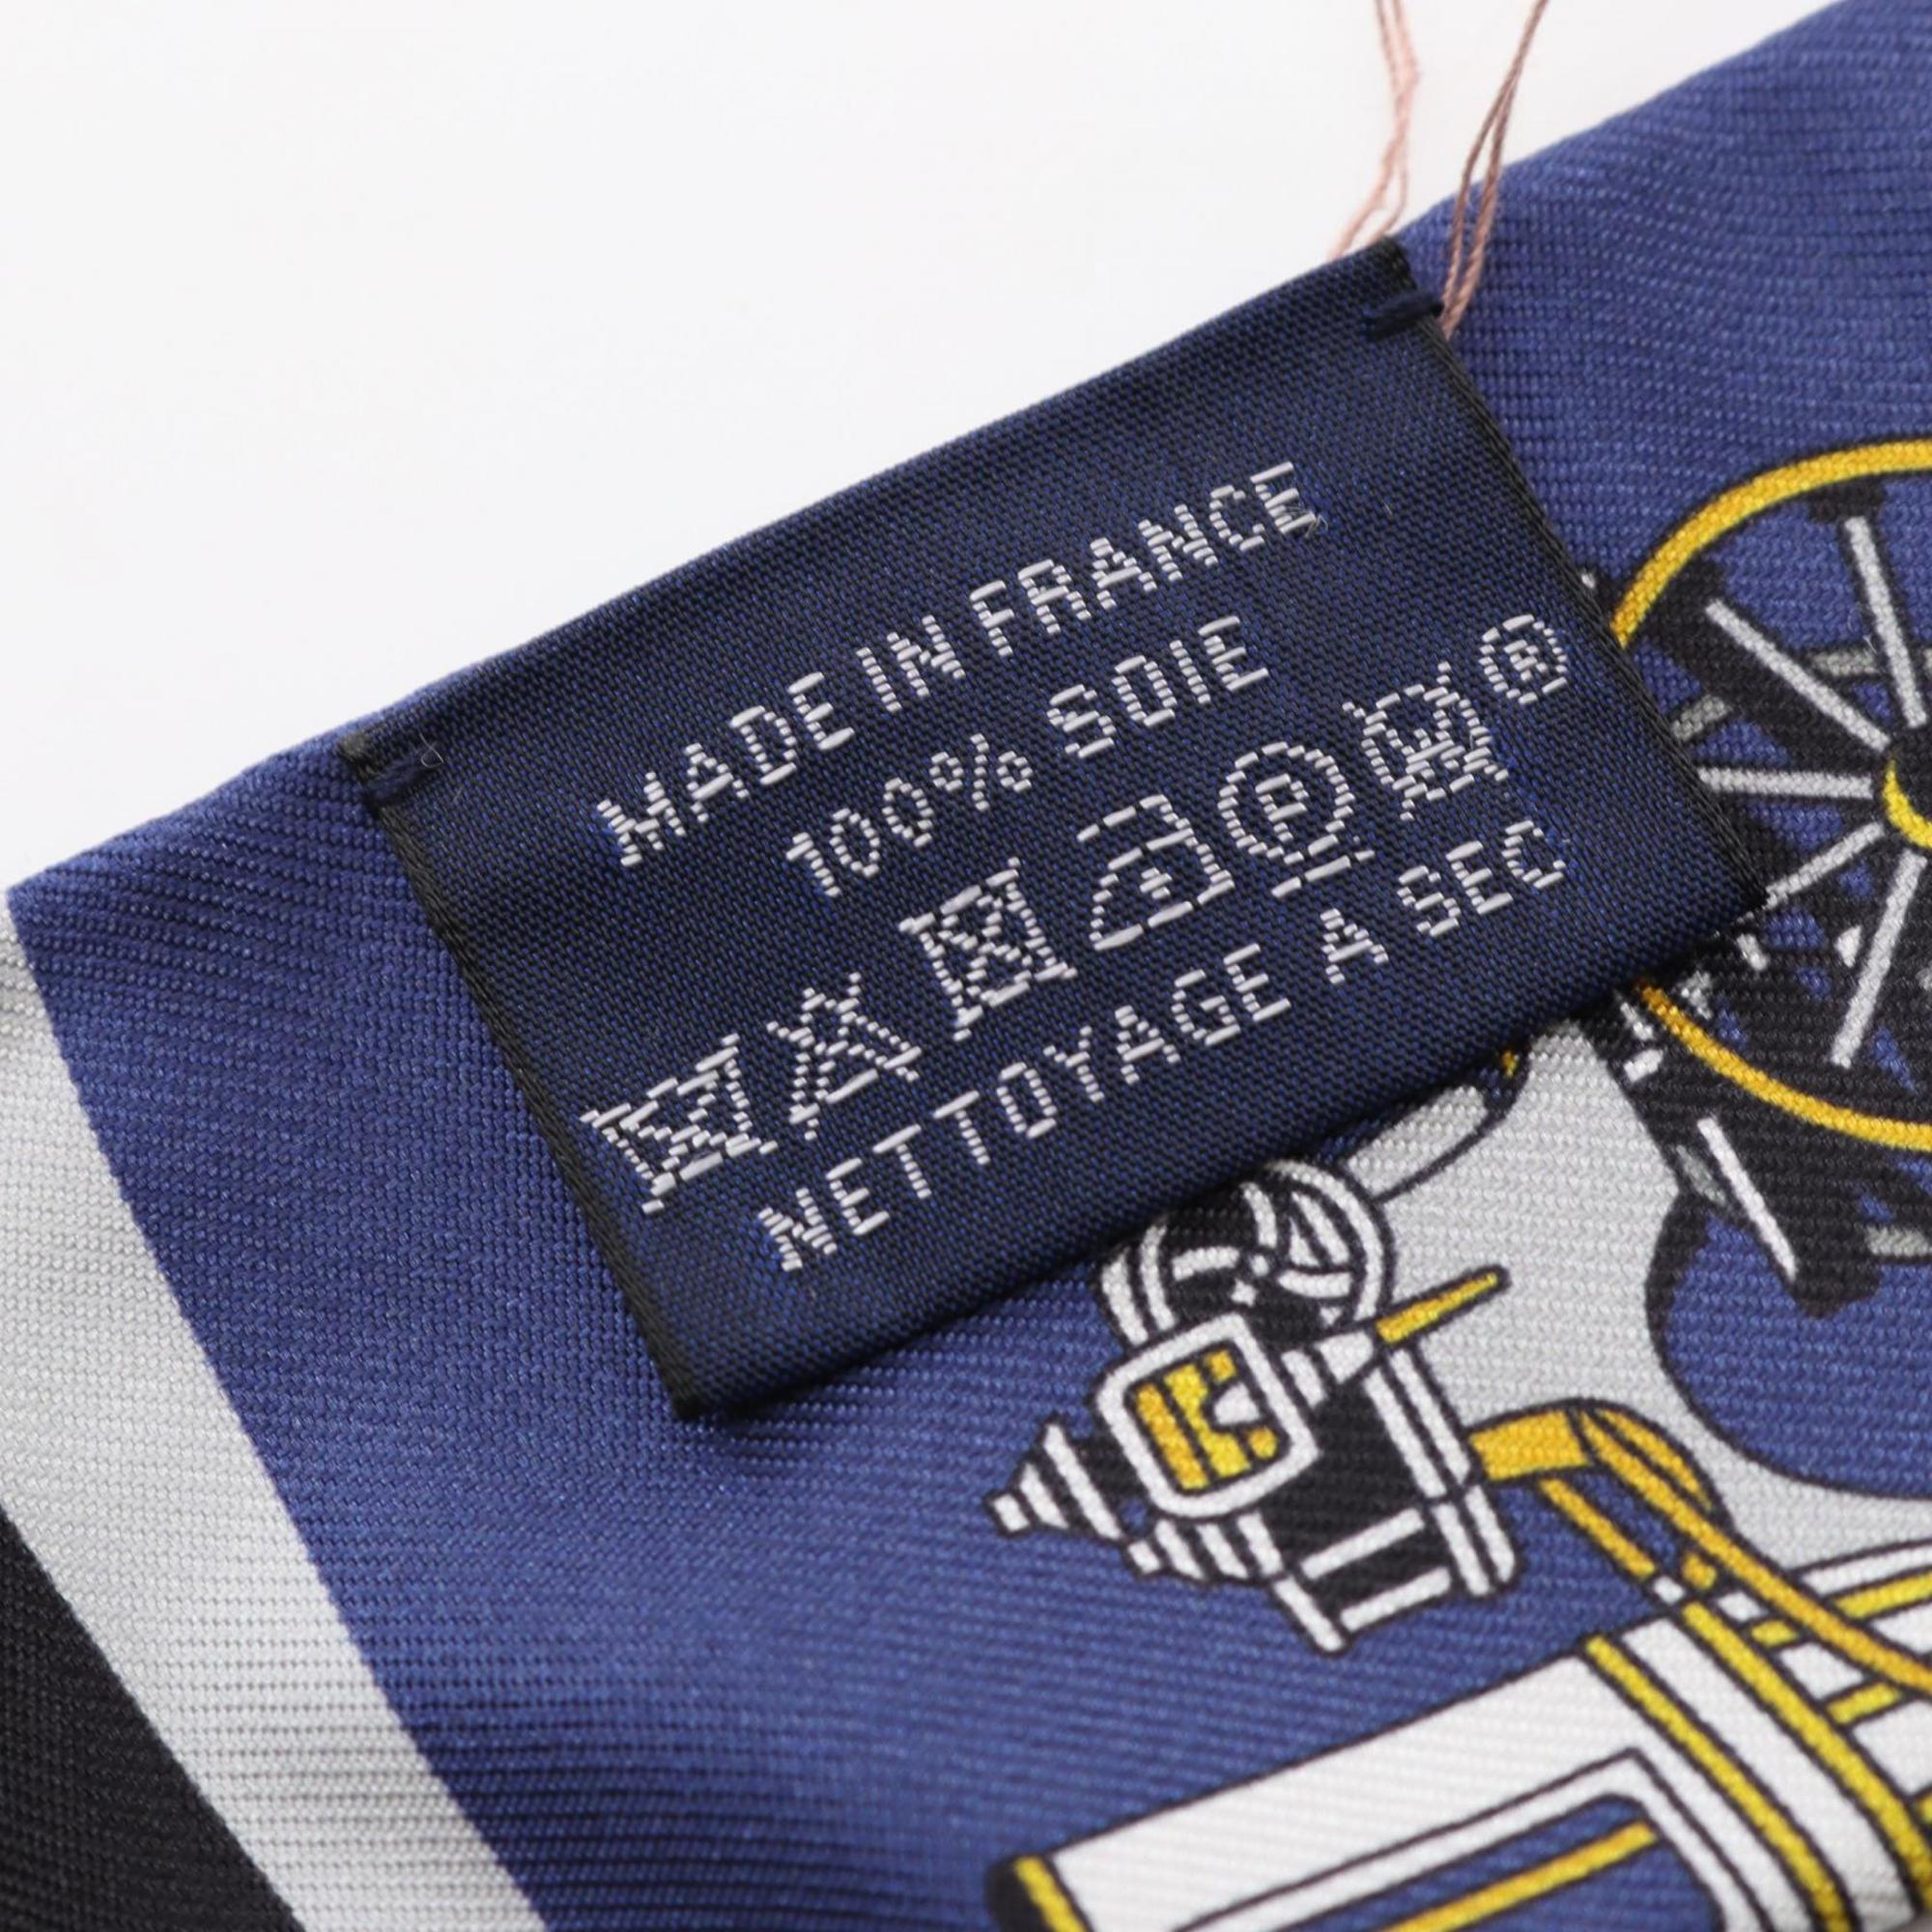 MADE IN FRANCE
100% SOIE
P ®
NETTOYAGE A SEC